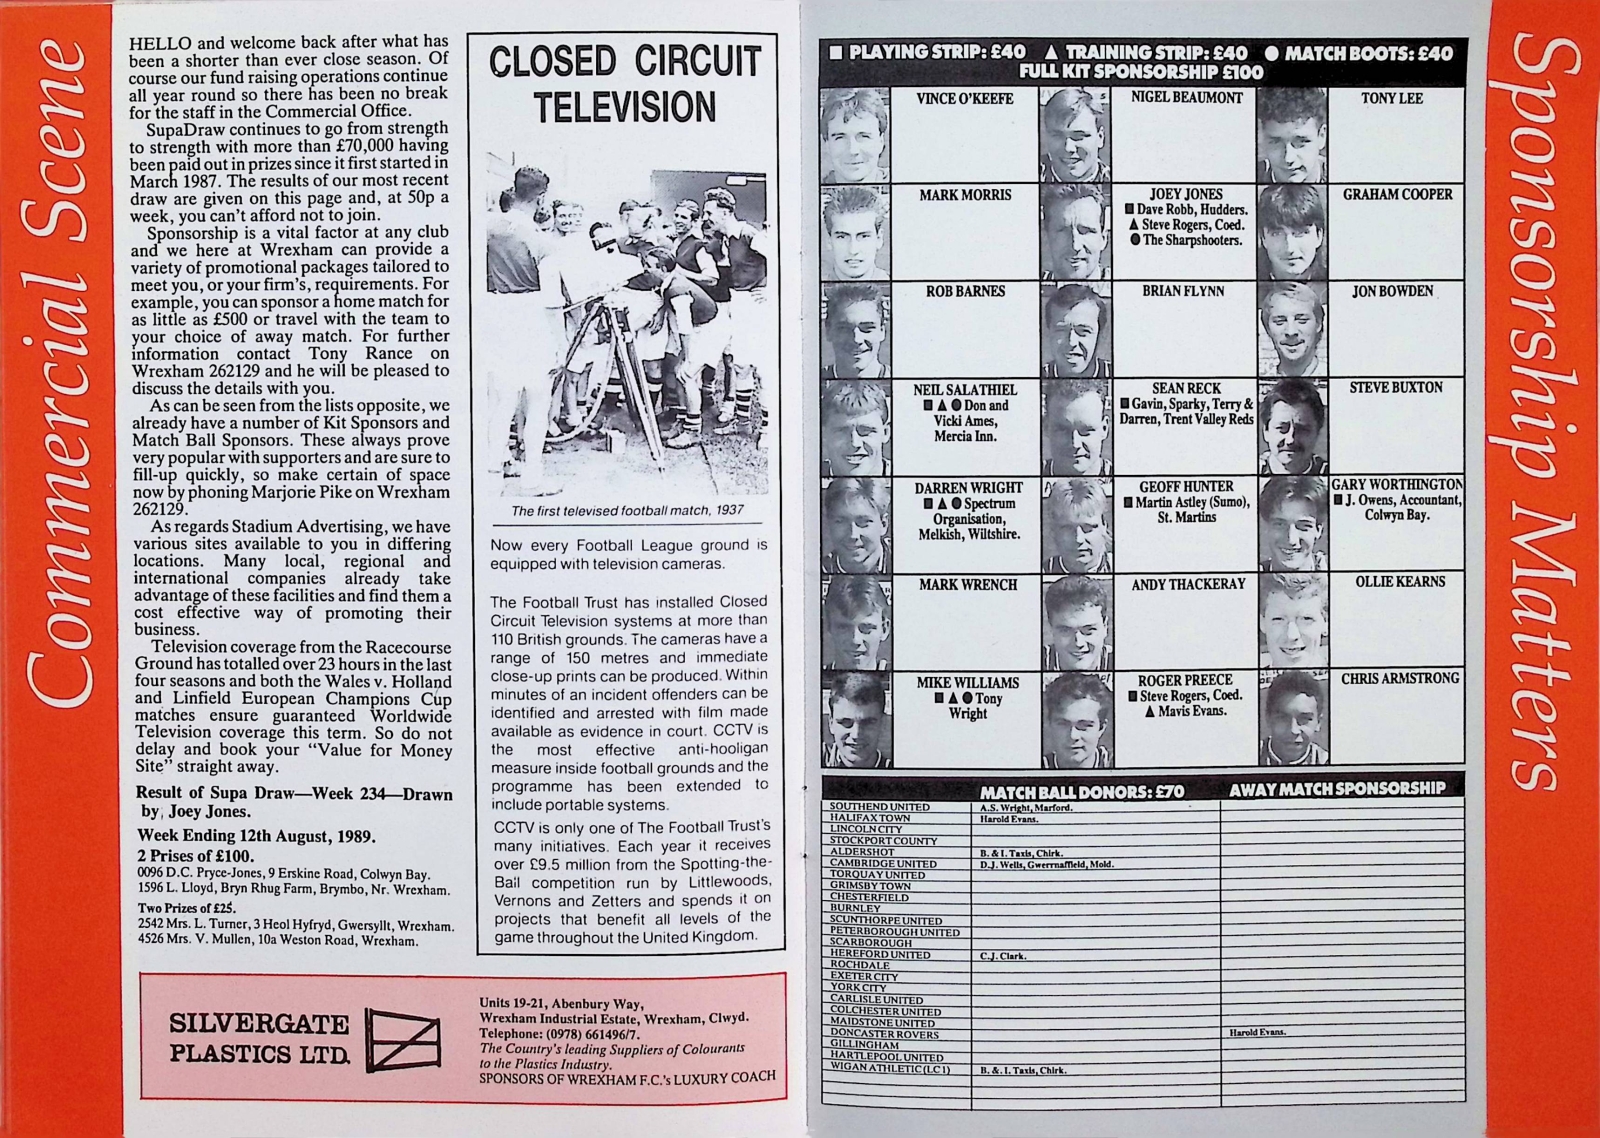 Commercial Scene
HELLO and welcome back after what has
been a shorter than ever close season. Of
course our fund raising operations continue
all year round so there has been no break
for the staff in the Commercial Office.
SupaDraw continues to go from strength
to strength with more than £70,000 having
been paid out in prizes since it first started in
March 1987. The results of our most recent
draw are given on this page and, at 50p a
week, you can't afford not to join.
Sponsorship is a vital factor at any club
and we here at Wrexham can provide a
variety of promotional packages tailored to
meet you, or your firm's, requirements. For
example, you can sponsor a home match for
as little as £500 or travel with the team to
your choice of away match. For further
information contact Tony Rance on
Wrexham 262129 and he will be pleased to
discuss the details with you.
As can be seen from the lists opposite, we
already have a number of Kit Sponsors and
Match Ball Sponsors. These always prove
very popular with supporters and are sure to
fill-up quickly, so make certain of space
now by phoning Marjorie Pike on Wrexham
262129.
As regards Stadium Advertising, we have
various sites available to you in differing
locations. Many local, regional and
international companies already take
advantage of these facilities and find them a
cost effective way of promoting their
business.
Television coverage from the Racecourse
Ground has totalled over 23 hours in the last
four seasons and both the Wales v. Holland
and Linfield European Champions Cup
matches ensure guaranteed Worldwide
Television coverage this term. So do not
delay and book your "Value for Money
Site" straight away.
Result of Supa Draw—Week 234—Drawn
by, Joey Jones.
Week Ending 12th August, 1989.
2 Prises of £100.
0096 D.C. Pryce-Jones, 9 Erskine Road, Colwyn Bay.
1596 L. Lloyd, Bryn Rhug Farm, Brymbo, Nr. Wrexham.
Two Prizes of £25.
2542 Mrs. L. Turner, 3 Heol Hyfryd, Gwersyllt, Wrexham.
4526 Mrs. V. Mullen, 10a Weston Road, Wrexham.
CLOSED CIRCUIT
TELEVISION
The first televised football match, 1937
Now every Football League ground is
equipped with television cameras.
The Football Trust has installed Closed
Circuit Television systems at more than
110 British grounds. The cameras have a
range of 150 metres and immediate
close-up prints can be produced. Within
minutes of an incident offenders can be
identified and arrested with film made
available as evidence in court. CCTV is
the most effective anti-hooligan
measure inside football grounds and the
programme has been extended to
include portable systems.
CCTV is only one of The Football Trust's
many initiatives. Each year it receives
over £9.5 million from the Spotting-the-
Ball competition run by Littlewoods,
Vernons and Zetters and spends it on
projects that benefit all levels of the
game throughout the United Kingdom.
SILVERGATE
PLASTICS LTD.
Units 19-21, Abenbury Way,
Wrexham Industrial Estate, Wrexham, Clwyd.
Telephone: (0978) 661496/7.
The Country's leading Suppliers of Colourants
to the Plastics Industry.
SPONSORS OF WREXHAM F.C.'s LUXURY COACH
Sponsorship Matters
■ PLAYING STRIP: £40 ▲ TRAINING STRIP: £40 ● MATCH BOOTS: £40
FULL KIT SPONSORSHIP £100
VINCE O'KEEFE
NIGEL BEAUMONT
TONY LEE
MARK MORRIS
JOEY JONES
■ Dave Robb, Hudders.
▲ Steve Rogers, Coed.
● The Sharpshooters.
GRAHAM COOPER
ROB BARNES
BRIAN FLYNN
JON BOWDEN
NEIL SALATHIEL
■ ▲ ● Don and
Vicki Ames,
Mercia Inn.
SEAN RECK
■ Gavin, Sparky, Terry &
Darren, Trent Valley Reds
STEVE BUXTON
DARREN WRIGHT
■ ▲ ● Spectrum
Organisation,
Melkish, Wiltshire.
GEOFF HUNTER
■ Martin Astley (Sumo),
St. Martins
GARY WORTHINGTON
■ J. Owens, Accountant,
Colwyn Bay.
MARK WRENCH
ANDY THACKERAY
OLLIE KEARNS
MIKE WILLIAMS
■ ▲ ● Tony
Wright
ROGER PREECE
■ Steve Rogers, Coed.
▲ Mavis Evans.
CHRIS ARMSTRONG
MATCH BALL DONORS: £70 AWAY MATCH SPONSORSHIP
SOUTHEND UNITED A.S. Wright, Marford.
HALIFAX TOWN Harold Evans.
LINCOLN CITY
STOCKPORT COUNTY
ALDERSHOT B. & I. Taxis, Chirk.
CAMBRIDGE UNITED D.J. Wells, Gwernaffield, Mold.
TORQUAY UNITED
GRIMSBY TOWN
CHESTERFIELD
BURNLEY
SCUNTHORPE UNITED
PETERBOROUGH UNITED
SCARBOROUGH
HEREFORD UNITED C.J. Clark.
ROCHDALE
EXETER CITY
YORK CITY
CARLISLE UNITED
COLCHESTER UNITED
MAIDSTONE UNITED
DONCASTER ROVERS Harold Evans.
GILLINGHAM
HARTLEPOOL UNITED
WIGAN ATHLETIC (LC 1) B. & I. Taxis, Chirk.